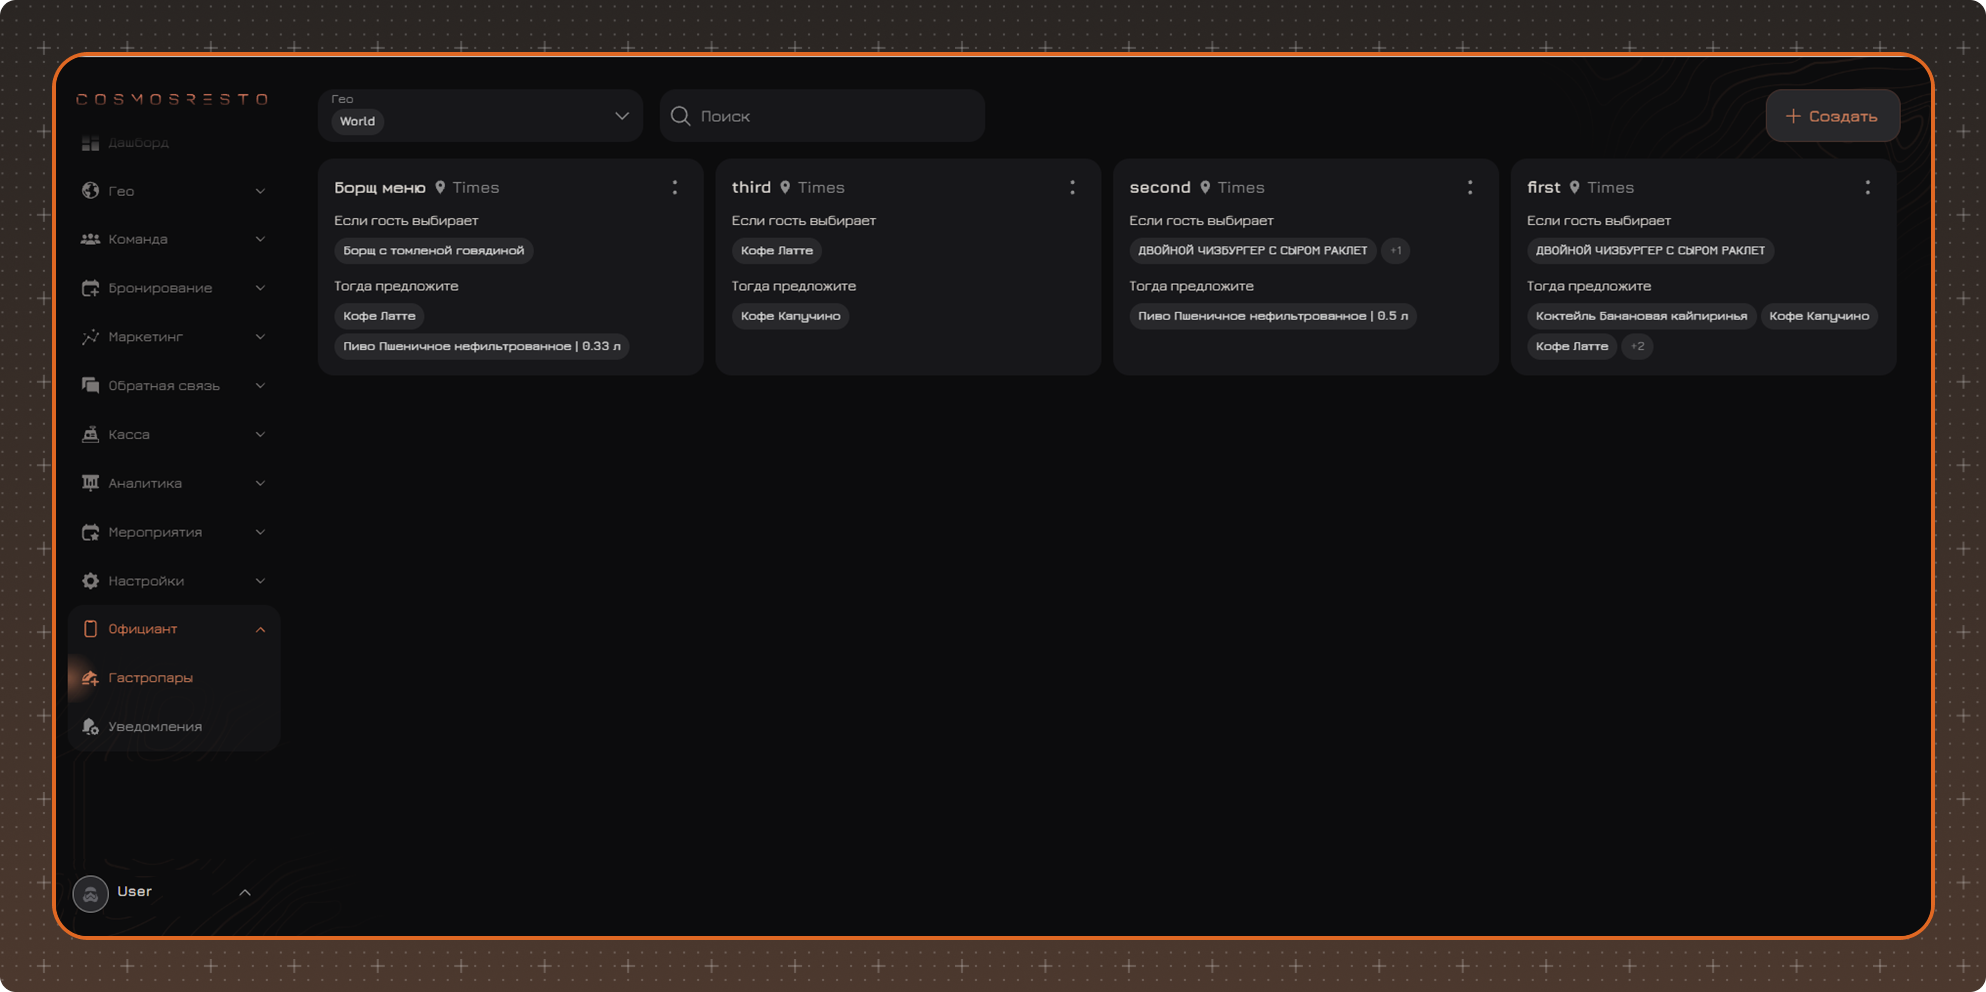 COSMOSRESTO
Дашборд
Гео
Команда
Бронирование
Маркетинг
Обратная связь
Касса
Аналитика
Мероприятия
Настройки
Официант
Гастропары
Уведомления
User
Гео
World
Поиск
+ Создать
Борщ меню Times
Если гость выбирает
Борщ с томленой говядиной
Тогда предложите
Кофе Латте
Пиво Пшеничное нефильтрованное | 0.33 л
third Times
Если гость выбирает
Кофе Латте
Тогда предложите
Кофе Капучино
second Times
Если гость выбирает
ДВОЙНОЙ ЧИЗБУРГЕР С СЫРОМ РАКЛЕТ +1
Тогда предложите
Пиво Пшеничное нефильтрованное | 0.5 л
first Times
Если гость выбирает
ДВОЙНОЙ ЧИЗБУРГЕР С СЫРОМ РАКЛЕТ
Тогда предложите
Коктейль Банановая кайпиринья Кофе Капучино
Кофе Латте +2